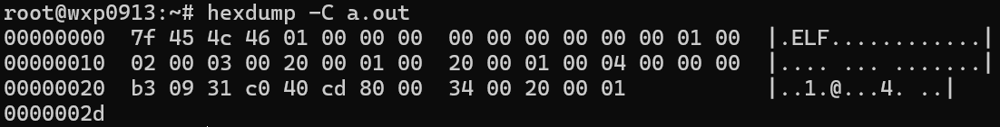 root@wxp0913:~# hexdump -C a.out
00000000  7f 45 4c 46 01 00 00 00  00 00 00 00 00 00 01 00  |.ELF............|
00000010  02 00 03 00 20 00 01 00  20 00 01 00 04 00 00 00  |.... ... .......|
00000020  b3 09 31 c0 40 cd 80 00  34 00 20 00 01           |..1.@...4. ..|
0000002d